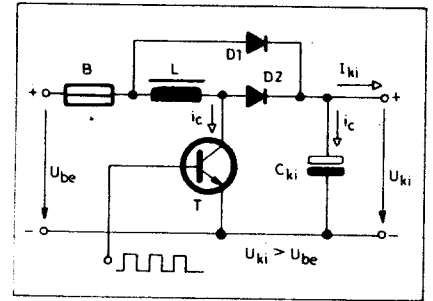 D1
I_ki
B
L
D2
+
+
i_c
i_c
U_be
C_ki
U_ki
T
-
-
U_ki > U_be